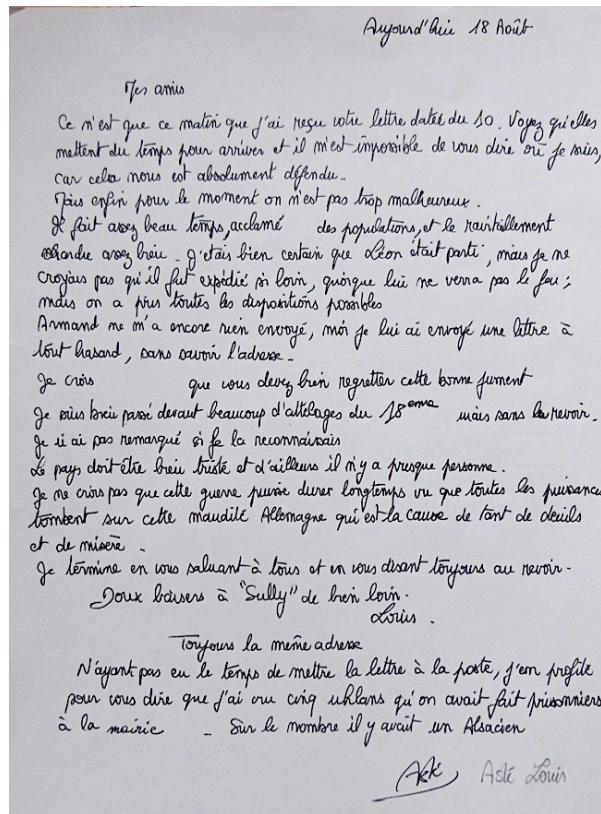 Aujourd'hui 18 Août
Mes amis
Ce n'est que ce matin que j'ai reçu votre lettre datée du 10. Voyez qu'elles
mettent du temps pour arriver et il m'est impossible de vous dire où je suis,
car cela nous est absolument défendu.
Mais enfin pour le moment on n'est pas trop malheureux.
Il fait assez beau temps, acclamé des populations, et le ravitaillement
marche assez bien. J'étais bien certain que Léon était parti, mais je ne
croyais pas qu'il fut expédié si loin, quoique lui ne verra pas le feu;
mais on a pris toutes les dispositions possibles
Armand ne m'a encore rien envoyé, moi je lui ai envoyé une lettre à
tout hasard, sans savoir l'adresse.
Je crois que vous devez bien regretter cette bonne jument
Je suis bien passé devant beaucoup d'attelages du 18eme mais sans la revoir.
Je n'ai pas remarqué si je la reconnaissais
Le pays doit être bien triste et d'ailleurs il n'y a presque personne.
Je ne crois pas que cette guerre puisse durer longtemps vu que toutes les puissances
tombent sur cette maudite Allemagne qui est la cause de tant de deuils
et de misère.
Je termine en vous saluant à tous et en vous disant toujours au revoir.
Doux baisers à "Sully" de bien loin.
Louis.
Toujours la même adresse
N'ayant pas eu le temps de mettre la lettre à la poste, j'en profite
pour vous dire que j'ai vu cinq uhlans qu'on avait fait prisonniers
à la mairie - Sur le nombre il y avait un Alsacien
Asté Asté Louis